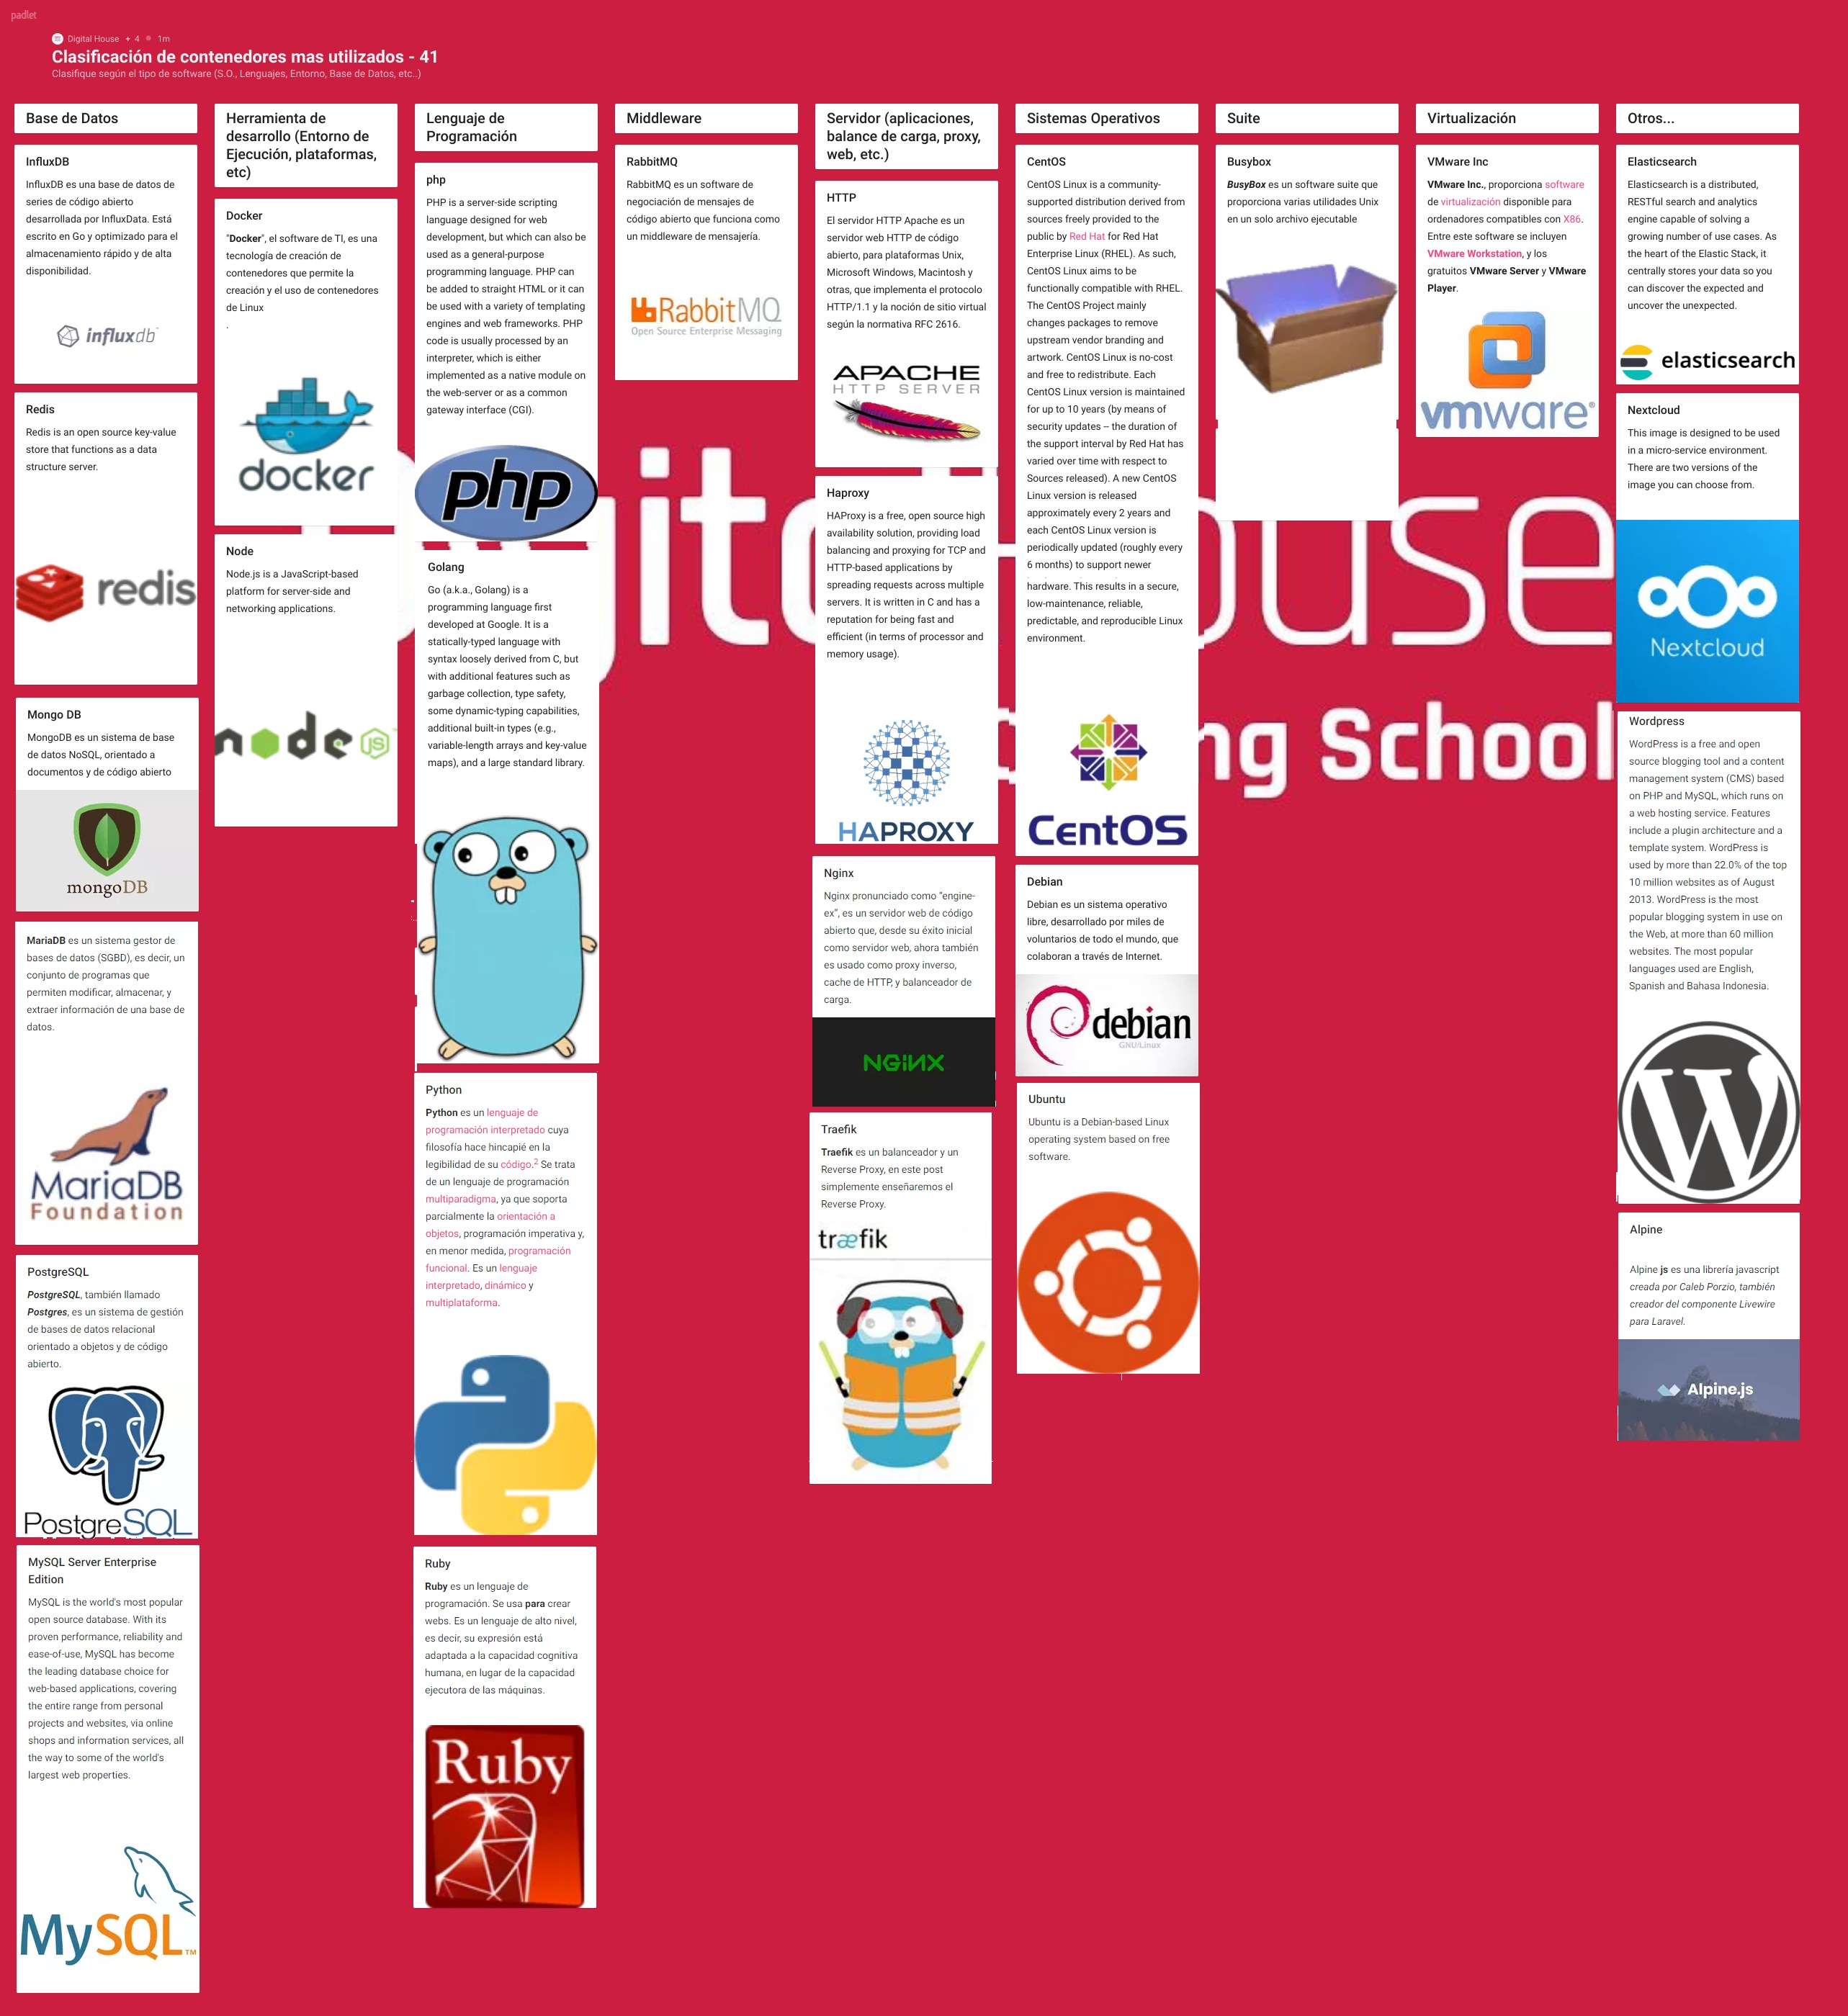 padlet
Digital House + 4 1m
Clasificación de contenedores mas utilizados - 41
Clasifique según el tipo de software (S.O., Lenguajes, Entorno, Base de Datos, etc..)
Base de Datos
InfluxDB
InfluxDB es una base de datos de
series de código abierto
desarrollada por InfluxData. Está
escrito en Go y optimizado para el
almacenamiento rápido y de alta
disponibilidad.
influxdb
Redis
Redis is an open source key-value
store that functions as a data
structure server.
redis
Mongo DB
MongoDB es un sistema de base
de datos NoSQL, orientado a
documentos y de código abierto
mongoDB
MariaDB es un sistema gestor de
bases de datos (SGBD), es decir, un
conjunto de programas que
permiten modificar, almacenar, y
extraer información de una base de
datos.
MariaDB
Foundation
PostgreSQL
PostgreSQL, también llamado
Postgres, es un sistema de gestión
de bases de datos relacional
orientado a objetos y de código
abierto.
PostgreSQL
MySQL Server Enterprise
Edition
MySQL is the world's most popular
open source database. With its
proven performance, reliability and
ease-of-use, MySQL has become
the leading database choice for
web-based applications, covering
the entire range from personal
projects and websites, via online
shops and information services, all
the way to some of the world's
largest web properties.
MySQL™
Herramienta de
desarrollo (Entorno de
Ejecución, plataformas,
etc)
Docker
"Docker", el software de TI, es una
tecnología de creación de
contenedores que permite la
creación y el uso de contenedores
de Linux
.
docker
Node
Node.js is a JavaScript-based
platform for server-side and
networking applications.
node JS
Lenguaje de
Programación
php
PHP is a server-side scripting
language designed for web
development, but which can also be
used as a general-purpose
programming language. PHP can
be added to straight HTML or it can
be used with a variety of templating
engines and web frameworks. PHP
code is usually processed by an
interpreter, which is either
implemented as a native module on
the web-server or as a common
gateway interface (CGI).
php
Golang
Go (a.k.a., Golang) is a
programming language first
developed at Google. It is a
statically-typed language with
syntax loosely derived from C, but
with additional features such as
garbage collection, type safety,
some dynamic-typing capabilities,
additional built-in types (e.g.,
variable-length arrays and key-value
maps), and a large standard library.
Python
Python es un lenguaje de
programación interpretado cuya
filosofía hace hincapié en la
legibilidad de su código.2 Se trata
de un lenguaje de programación
multiparadigma, ya que soporta
parcialmente la orientación a
objetos, programación imperativa y,
en menor medida, programación
funcional. Es un lenguaje
interpretado, dinámico y
multiplataforma.
Ruby
Ruby es un lenguaje de
programación. Se usa para crear
webs. Es un lenguaje de alto nivel,
es decir, su expresión está
adaptada a la capacidad cognitiva
humana, en lugar de la capacidad
ejecutora de las máquinas.
Ruby
Middleware
RabbitMQ
RabbitMQ es un software de
negociación de mensajes de
código abierto que funciona como
un middleware de mensajería.
RabbitMQ
Open Source Enterprise Messaging
Servidor (aplicaciones,
balance de carga, proxy,
web, etc.)
HTTP
El servidor HTTP Apache es un
servidor web HTTP de código
abierto, para plataformas Unix,
Microsoft Windows, Macintosh y
otras, que implementa el protocolo
HTTP/1.1 y la noción de sitio virtual
según la normativa RFC 2616.
APACHE
HTTP SERVER
Haproxy
HAProxy is a free, open source high
availability solution, providing load
balancing and proxying for TCP and
HTTP-based applications by
spreading requests across multiple
servers. It is written in C and has a
reputation for being fast and
efficient (in terms of processor and
memory usage).
HAPROXY
Nginx
Nginx pronunciado como “engine-
ex”, es un servidor web de código
abierto que, desde su éxito inicial
como servidor web, ahora también
es usado como proxy inverso,
cache de HTTP, y balanceador de
carga.
NGINX
Traefik
Traefik es un balanceador y un
Reverse Proxy, en este post
simplemente enseñaremos el
Reverse Proxy.
træfik
Sistemas Operativos
CentOS
CentOS Linux is a community-
supported distribution derived from
sources freely provided to the
public by Red Hat for Red Hat
Enterprise Linux (RHEL). As such,
CentOS Linux aims to be
functionally compatible with RHEL.
The CentOS Project mainly
changes packages to remove
upstream vendor branding and
artwork. CentOS Linux is no-cost
and free to redistribute. Each
CentOS Linux version is maintained
for up to 10 years (by means of
security updates – the duration of
the support interval by Red Hat has
varied over time with respect to
Sources released). A new CentOS
Linux version is released
approximately every 2 years and
each CentOS Linux version is
periodically updated (roughly every
6 months) to support newer
hardware. This results in a secure,
low-maintenance, reliable,
predictable, and reproducible Linux
environment.
CentOS
Debian
Debian es un sistema operativo
libre, desarrollado por miles de
voluntarios de todo el mundo, que
colaboran a través de Internet.
debian
GNU/Linux
Ubuntu
Ubuntu is a Debian-based Linux
operating system based on free
software.
Suite
Busybox
BusyBox es un software suite que
proporciona varias utilidades Unix
en un solo archivo ejecutable
Virtualización
VMware Inc
VMware Inc., proporciona software
de virtualización disponible para
ordenadores compatibles con X86.
Entre este software se incluyen
VMware Workstation, y los
gratuitos VMware Server y VMware
Player.
vmware®
Otros...
Elasticsearch
Elasticsearch is a distributed,
RESTful search and analytics
engine capable of solving a
growing number of use cases. As
the heart of the Elastic Stack, it
centrally stores your data so you
can discover the expected and
uncover the unexpected.
elasticsearch
Nextcloud
This image is designed to be used
in a micro-service environment.
There are two versions of the
image you can choose from.
Nextcloud
Wordpress
WordPress is a free and open
source blogging tool and a content
management system (CMS) based
on PHP and MySQL, which runs on
a web hosting service. Features
include a plugin architecture and a
template system. WordPress is
used by more than 22.0% of the top
10 million websites as of August
2013. WordPress is the most
popular blogging system in use on
the Web, at more than 60 million
websites. The most popular
languages used are English,
Spanish and Bahasa Indonesia.
W
Alpine
Alpine js es una librería javascript
creada por Caleb Porzio, también
creador del componente Livewire
para Laravel.
Alpine.js
School